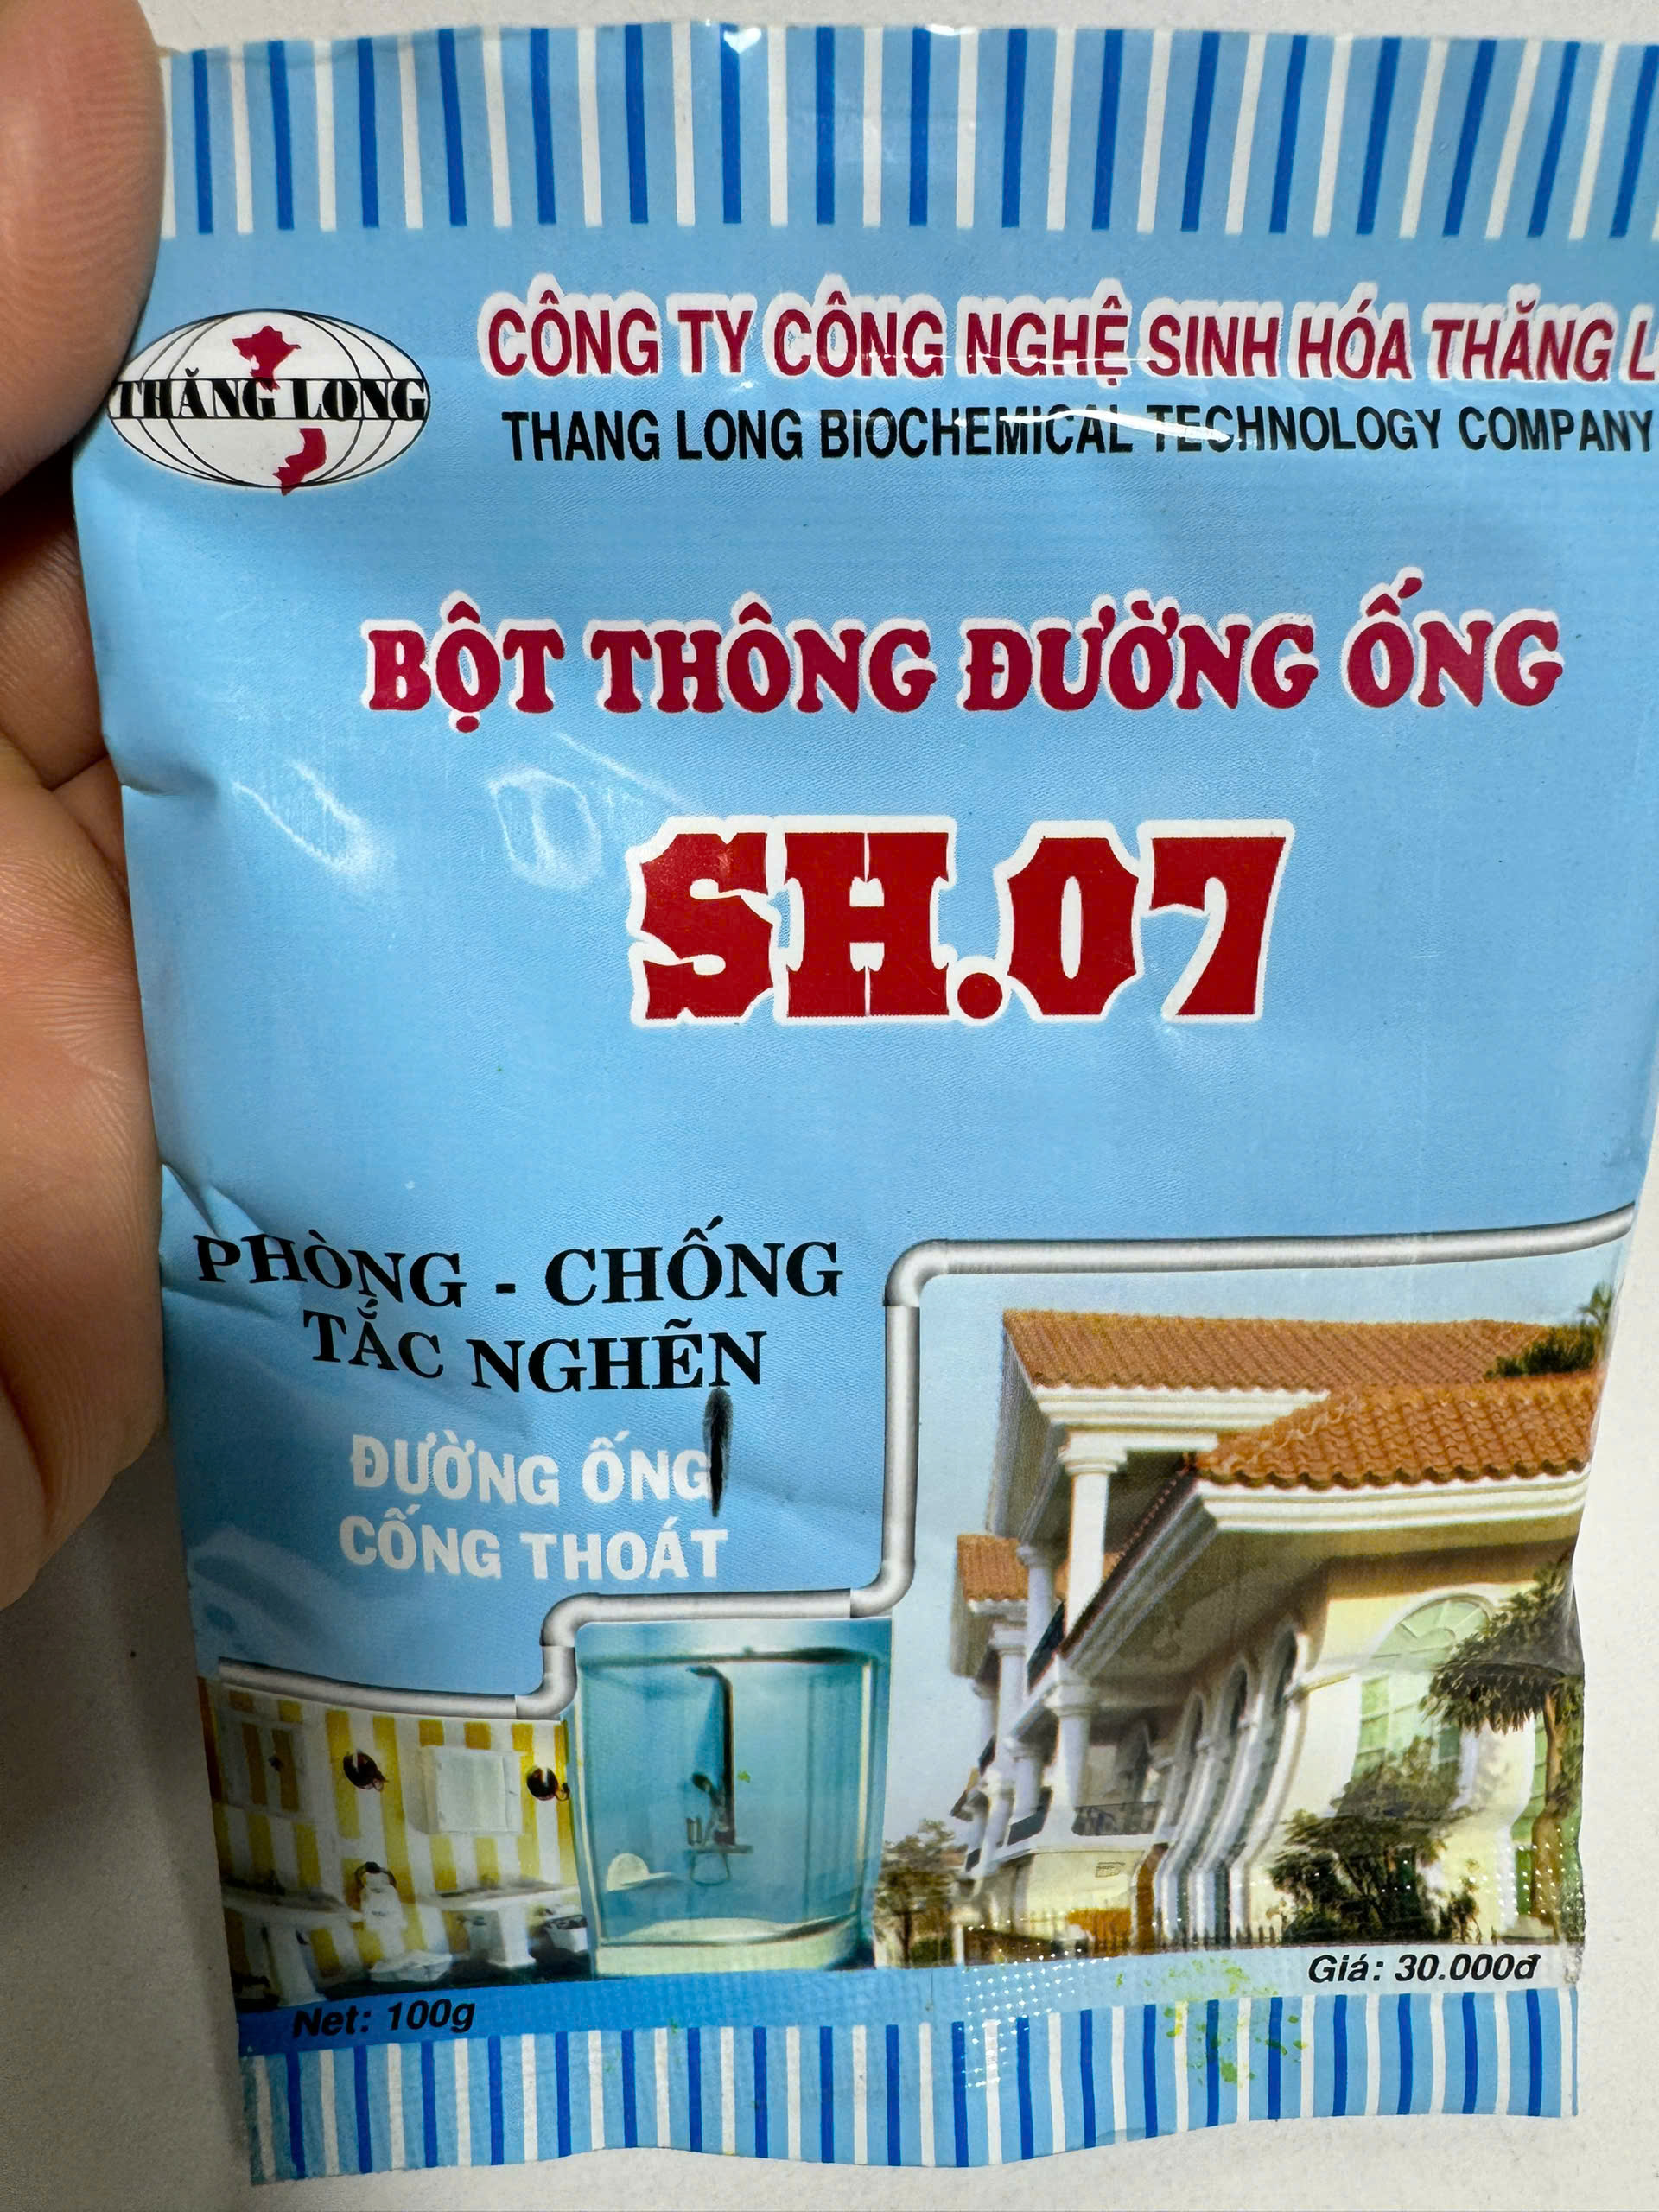 THĂNG LONG
CÔNG TY CÔNG NGHỆ SINH HÓA THĂNG L
THANG LONG BIOCHEMICAL TECHNOLOGY COMPANY
BỘT THÔNG ĐƯỜNG ỐNG
SH.07
PHÒNG - CHỐNG
TẮC NGHẼN
ĐƯỜNG ỐNG
CỐNG THOÁT
Giá: 30.000đ
Net: 100g